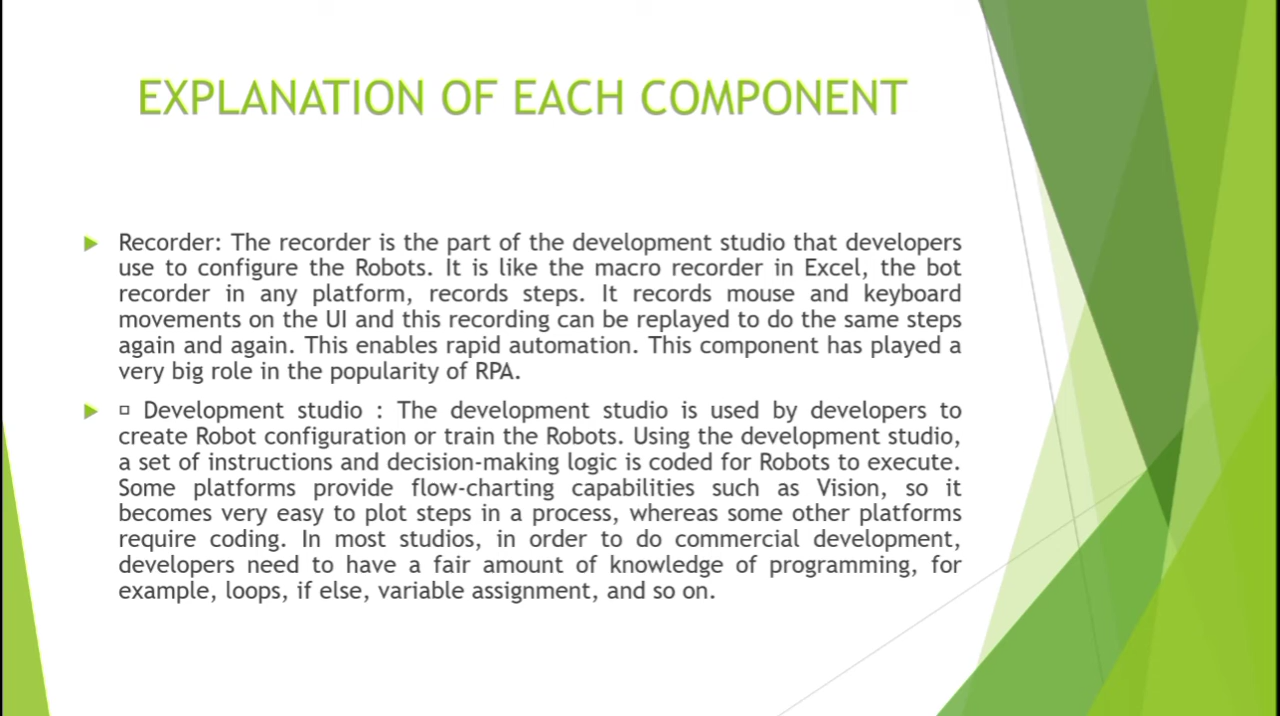 EXPLANATION OF EACH COMPONENT
Recorder: The recorder is the part of the development studio that developers
use to configure the Robots. It is like the macro recorder in Excel, the bot
recorder in any platform, records steps. It records mouse and keyboard
movements on the UI and this recording can be replayed to do the same steps
again and again. This enables rapid automation. This component has played a
very big role in the popularity of RPA.
Development studio : The development studio is used by developers to
create Robot configuration or train the Robots. Using the development studio,
a set of instructions and decision-making logic is coded for Robots to execute.
Some platforms provide flow-charting capabilities such as Vision, so it
becomes very easy to plot steps in a process, whereas some other platforms
require coding. In most studios, in order to do commercial development,
developers need to have a fair amount of knowledge of programming, for
example, loops, if else, variable assignment, and so on.